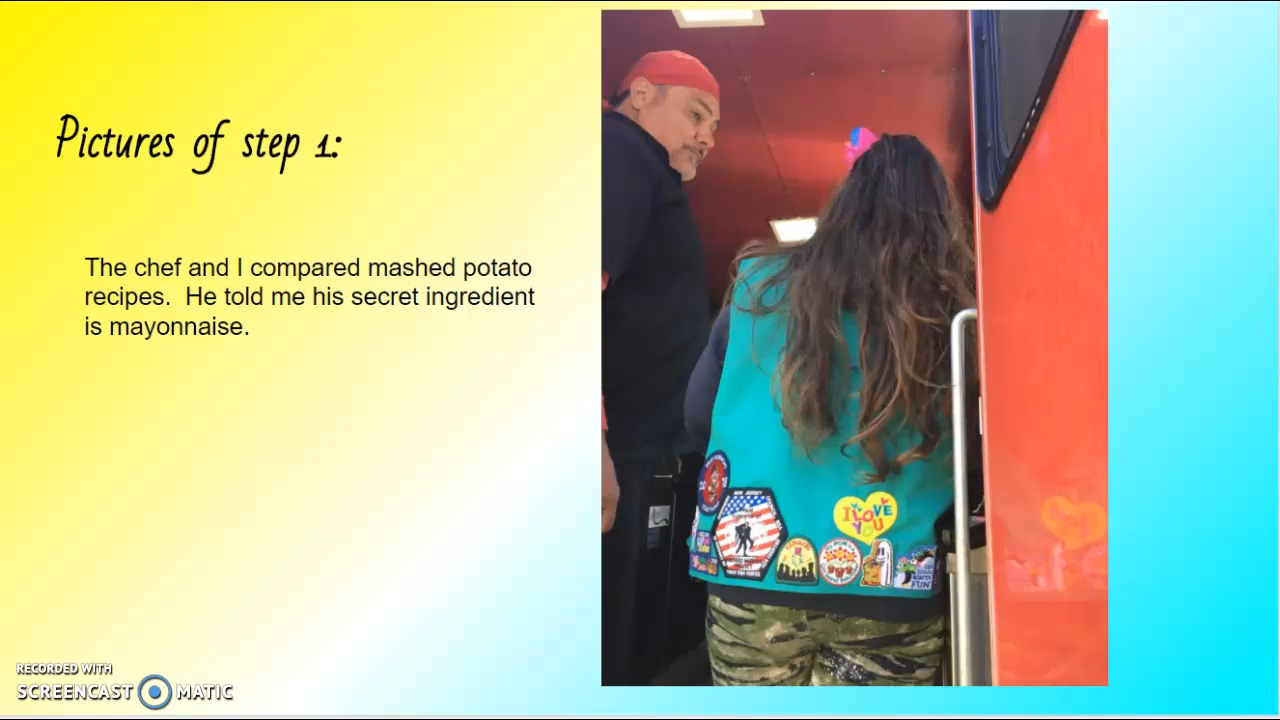 Pictures of step 1:
The chef and I compared mashed potato
recipes.  He told me his secret ingredient
is mayonnaise.
I LOVE
YOU
FUN
RECORDED WITH
SCREENCAST MATIC